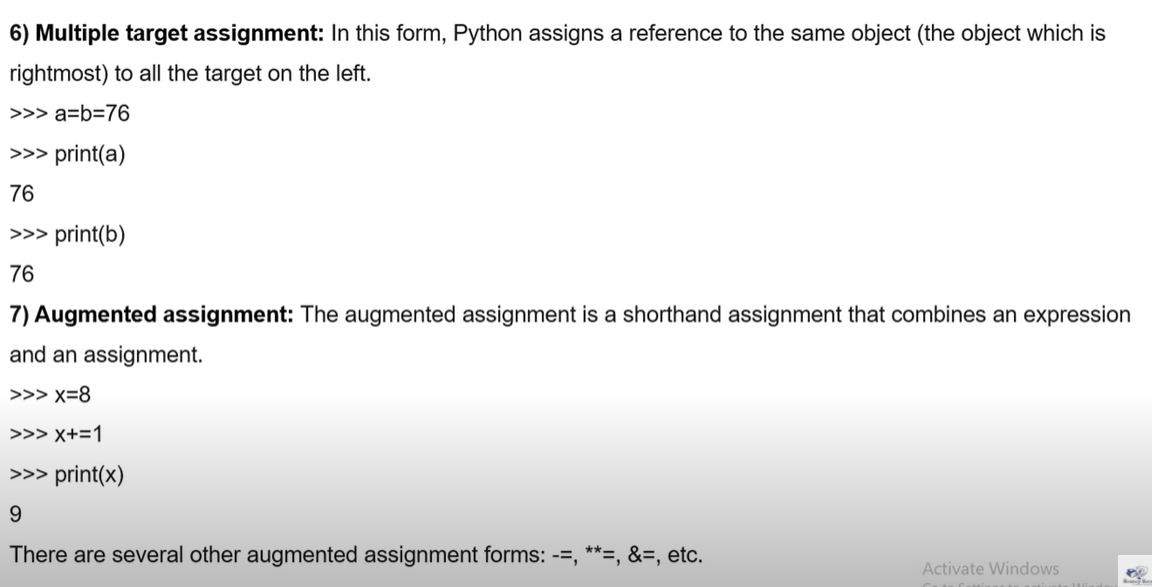 6) Multiple target assignment: In this form, Python assigns a reference to the same object (the object which is
rightmost) to all the target on the left.
>>> a=b=76
>>> print(a)
76
>>> print(b)
76
7) Augmented assignment: The augmented assignment is a shorthand assignment that combines an expression
and an assignment.
>>> x=8
>>> x+=1
>>> print(x)
9
There are several other augmented assignment forms: -=, **=, &=, etc.
Activate Windows